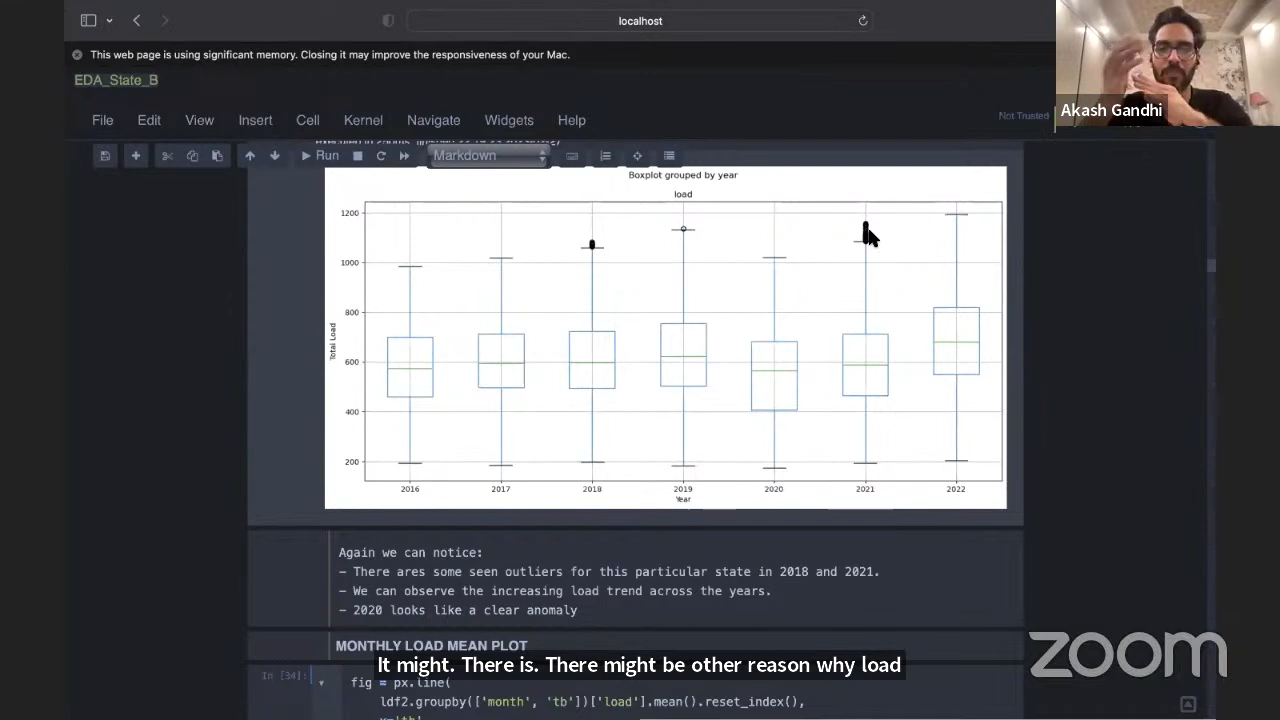 localhost
This web page is using significant memory. Closing it may improve the responsiveness of your Mac.
EDA_State_B
Akash Gandhi
File Edit View Insert Cell Kernel Navigate Widgets Help
Not Trusted
Run
Markdown
Boxplot grouped by year
load
1200
1000
800
600
400
200
Total Load
2016 2017 2018 2019 2020 2021 2022
Year
Again we can notice:
– There ares some seen outliers for this particular state in 2018 and 2021.
– We can observe the increasing load trend across the years.
– 2020 looks like a clear anomaly
MONTHLY LOAD MEAN PLOT
It might. There is. There might be other reason why load
In [34]:
fig = px.line(
ldf2.groupby(['month', 'tb'])['load'].mean().reset_index(),
zoom